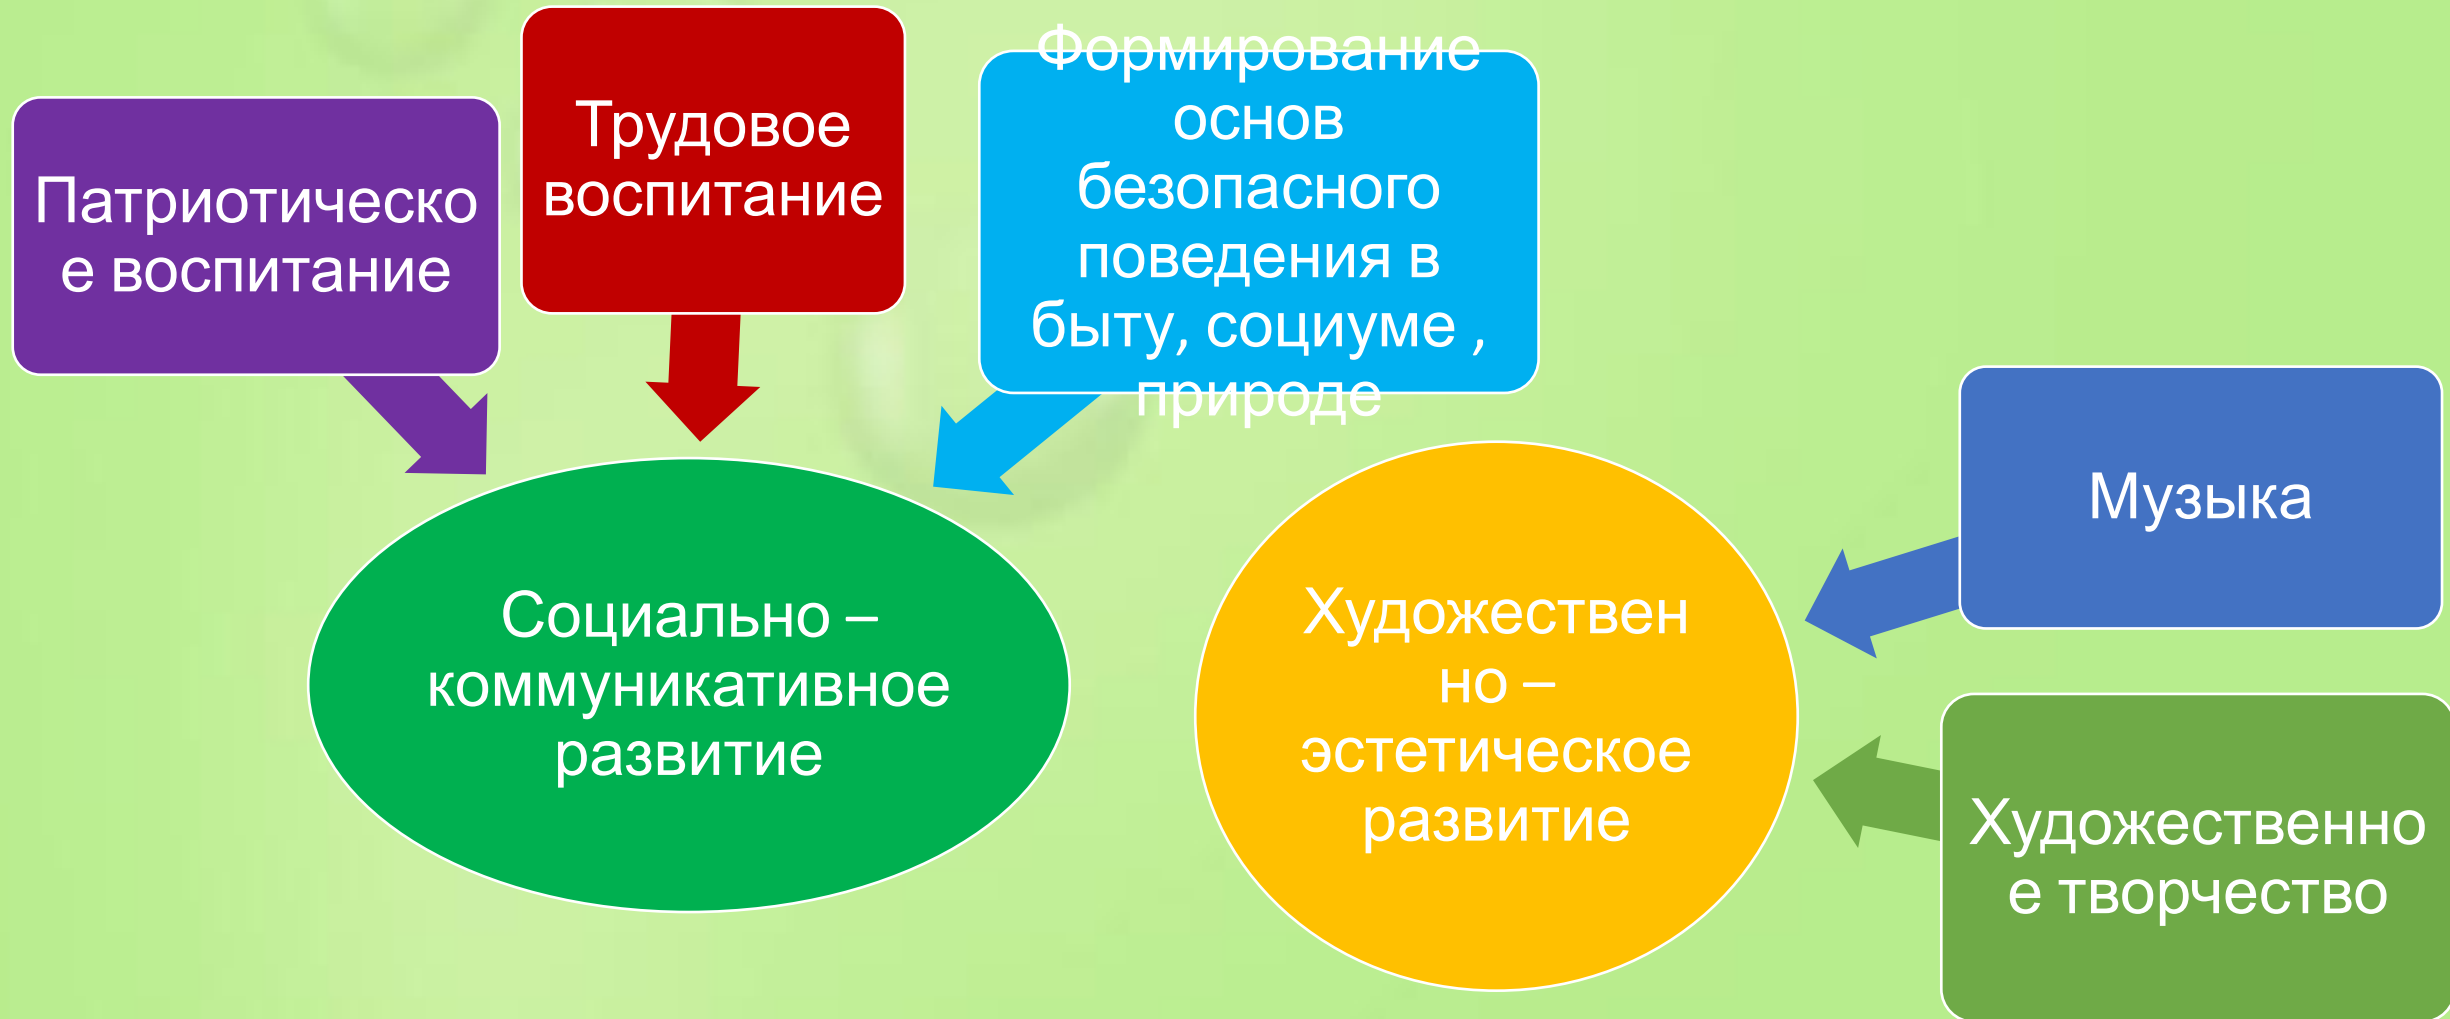 Патриотическо
е воспитание
Трудовое
воспитание
Формирование
основ
безопасного
поведения в
быту, социуме ,
природе
Социально –
коммуникативное
развитие
Художествен
но –
эстетическое
развитие
Музыка
Художественно
е творчество